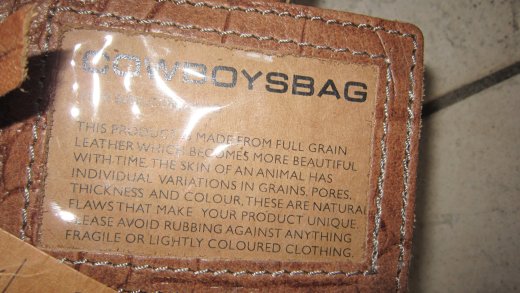 COWBOYSBAG
THIS PRODUCT IS MADE FROM FULL GRAIN
LEATHER WHICH BECOMES MORE BEAUTIFUL
WITH TIME. THE SKIN OF AN ANIMAL HAS
INDIVIDUAL VARIATIONS IN GRAINS, PORES,
THICKNESS AND COLOUR. THESE ARE NATURAL
FLAWS THAT MAKE YOUR PRODUCT UNIQUE
PLEASE AVOID RUBBING AGAINST ANYTHING
FRAGILE OR LIGHTLY COLOURED CLOTHING.